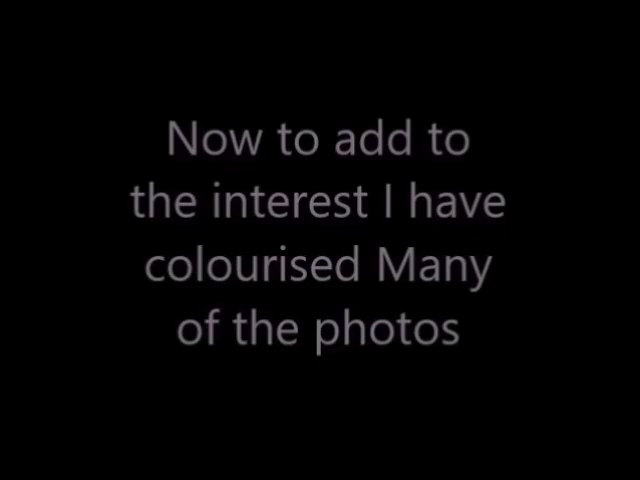 Now to add to
the interest I have
colourised Many
of the photos